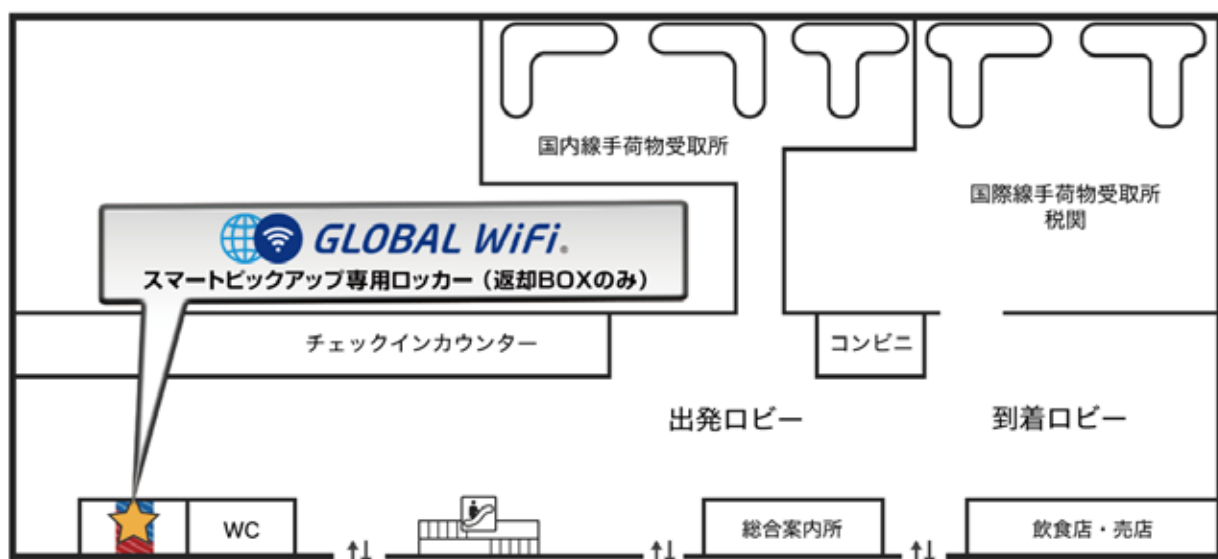 国内線手荷物受取所
国際線手荷物受取所
税関
GLOBAL WiFi®
スマートピックアップ専用ロッカー（返却BOXのみ）
チェックインカウンター
コンビニ
出発ロビー
到着ロビー
WC
総合案内所
飲食店・売店